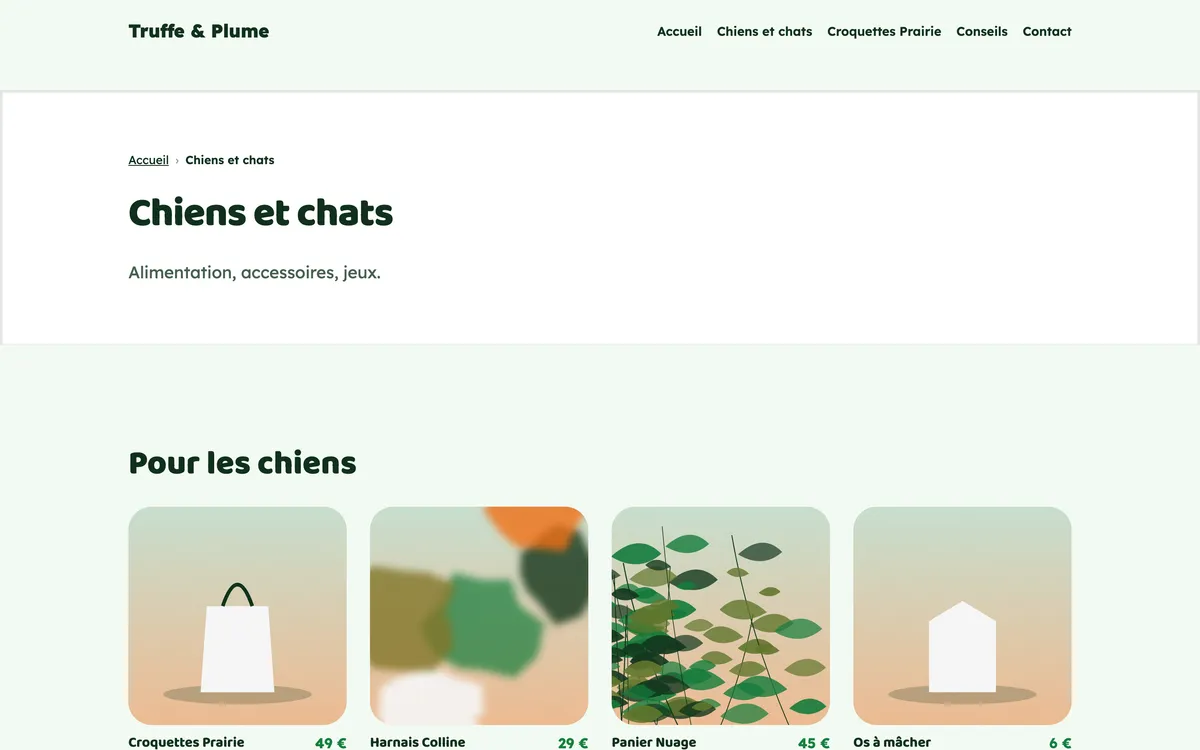 Truffe & Plume
Accueil Chiens et chats Croquettes Prairie Conseils Contact
Accueil › Chiens et chats
Chiens et chats
Alimentation, accessoires, jeux.
Pour les chiens
Croquettes Prairie 49 €
Harnais Colline 29 €
Panier Nuage 45 €
Os à mâcher 6 €